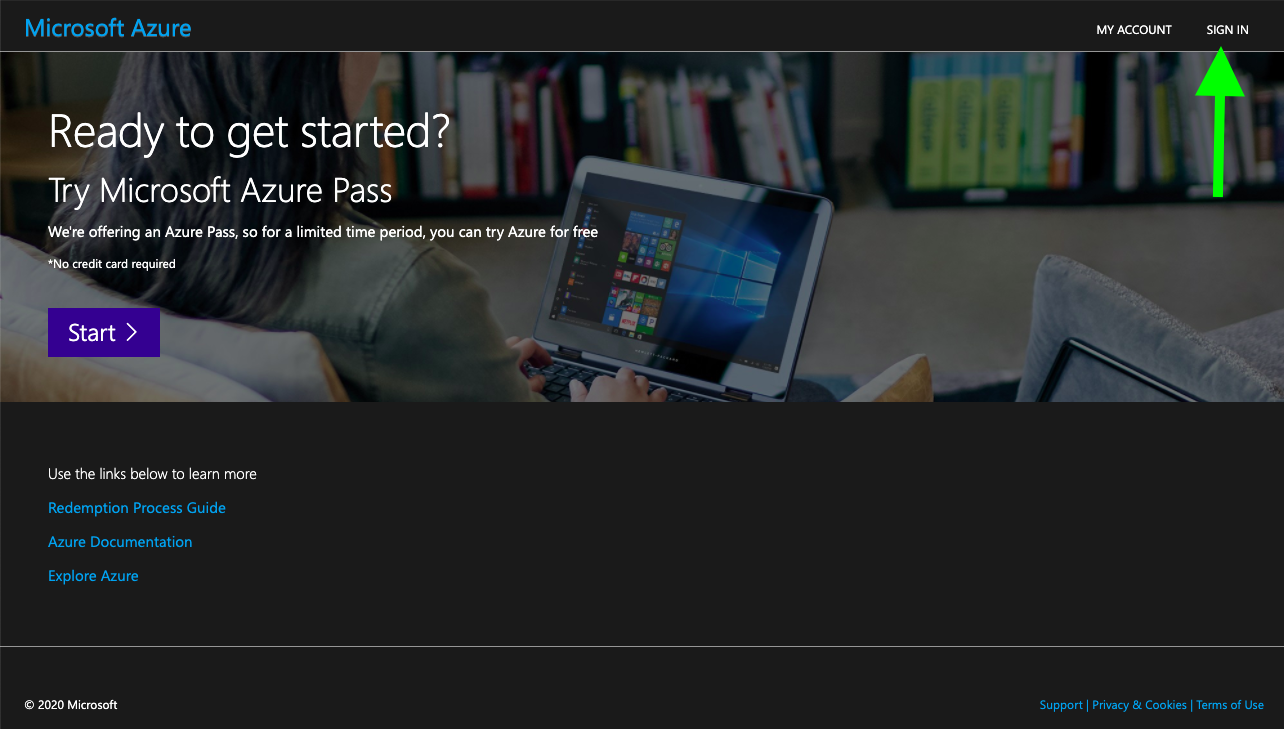 Microsoft Azure
MY ACCOUNT
SIGN IN
Ready to get started?
Try Microsoft Azure Pass
We're offering an Azure Pass, so for a limited time period, you can try Azure for free
*No credit card required
Start >
Use the links below to learn more
Redemption Process Guide
Azure Documentation
Explore Azure
© 2020 Microsoft
Support | Privacy & Cookies | Terms of Use